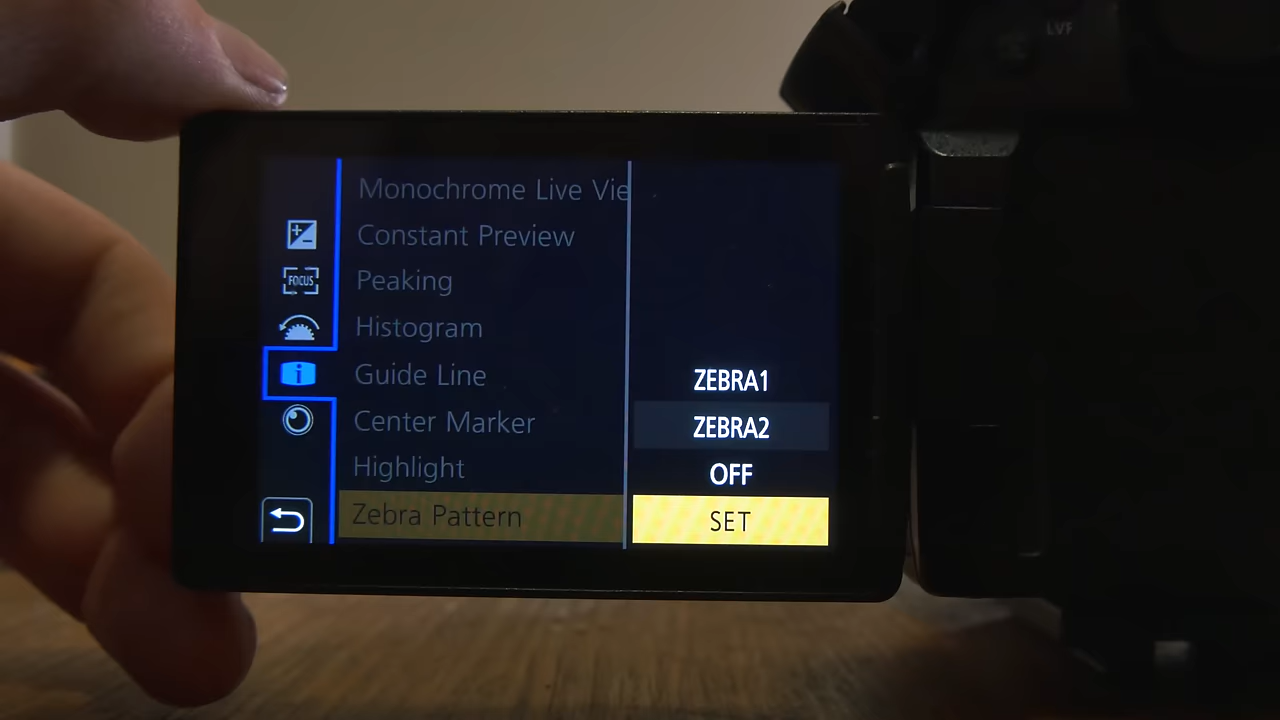 LVF
Monochrome Live Vie
Constant Preview
FOCUS
Peaking
Histogram
Guide Line
ZEBRA1
Center Marker
ZEBRA2
Highlight
OFF
Zebra Pattern
SET